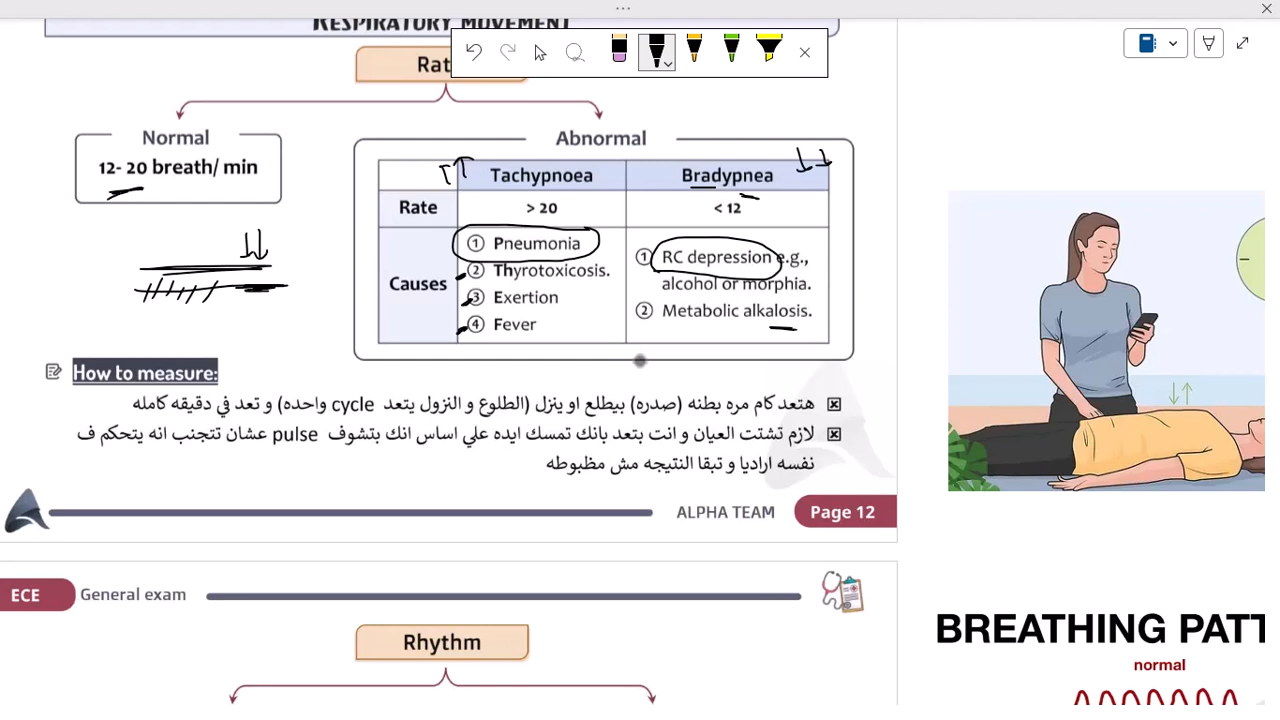 RESPIRATORY MOVEMENT
Rat
Normal
12- 20 breath/ min
Abnormal
Tachypnoea
Bradypnea
Rate
> 20
< 12
Causes
① Pneumonia
② Thyrotoxicosis.
③ Exertion
④ Fever
① RC depression e.g.,
alcohol or morphia.
② Metabolic alkalosis.
How to measure:
هتعد كام مره بطنه (صدره) بيطلع او ينزل (الطلوع و النزول يتعد cycle واحده) و تعد في دقيقه كامله
لازم تشتت العيان و انت بتعد بانك تمسك ايده علي اساس انك بتشوف pulse عشان تتجنب انه يتحكم ف
نفسه اراديا و تبقا النتيجه مش مظبوطه
ALPHA TEAM
Page 12
ECE
General exam
Rhythm
BREATHING PATT
normal